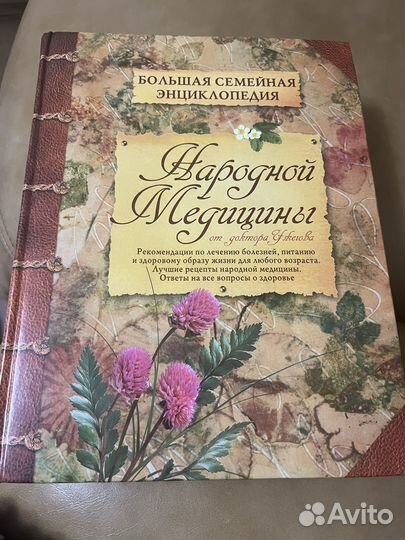 БОЛЬШАЯ СЕМЕЙНАЯ
ЭНЦИКЛОПЕДИЯ
Народной
Медицины
от доктора Ужегова
Рекомендации по лечению болезней, питанию
и здоровому образу жизни для любого возраста.
Лучшие рецепты народной медицины.
Ответы на все вопросы о здоровье
Avito